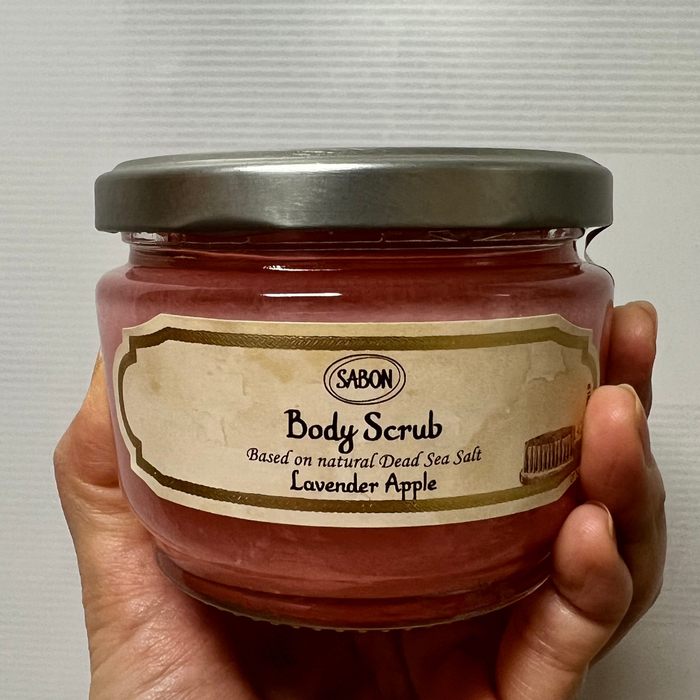 SABON
Body Scrub
Based on natural Dead Sea Salt
Lavender Apple